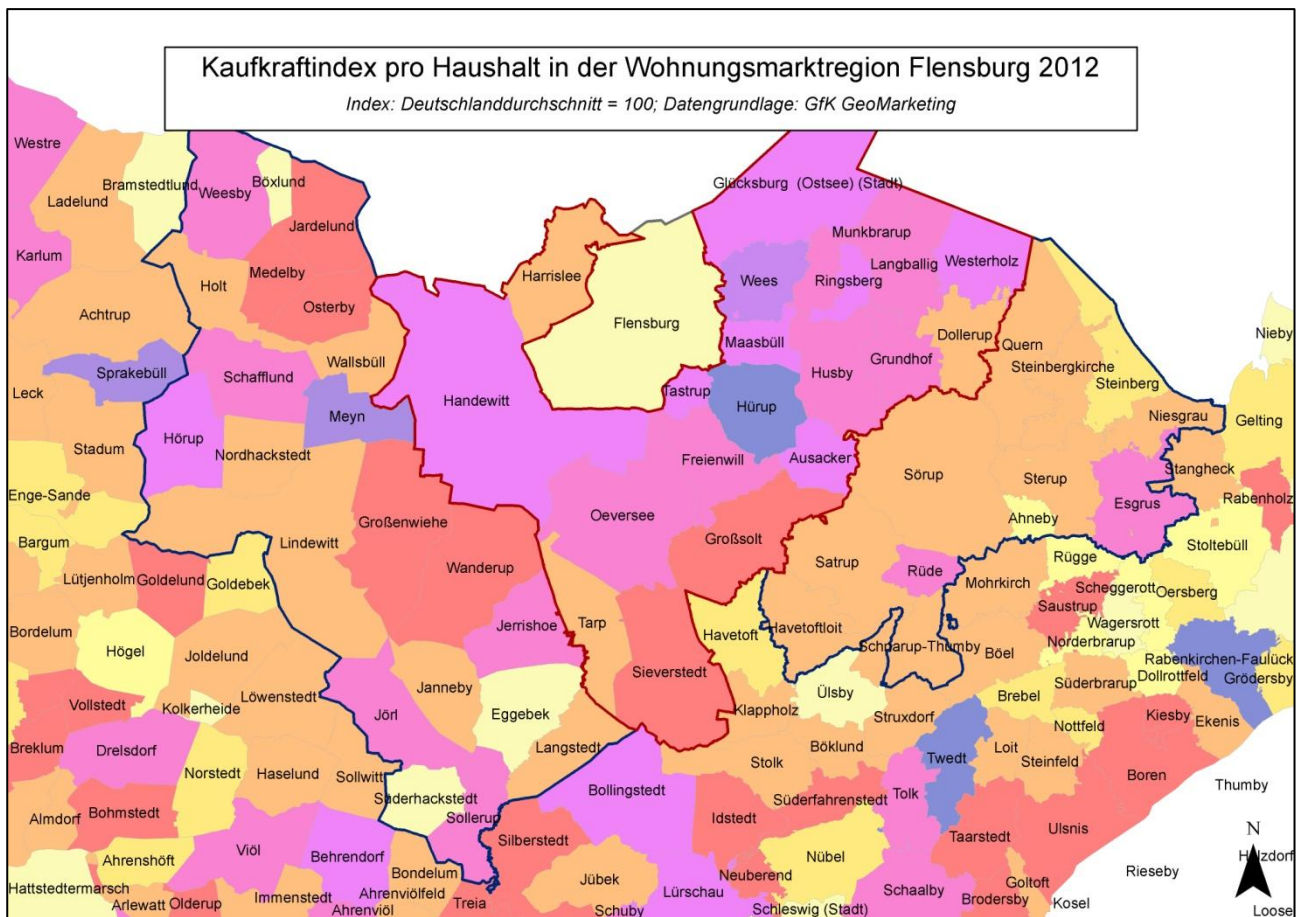 Kaufkraftindex pro Haushalt in der Wohnungsmarktregion Flensburg 2012
Index: Deutschlanddurchschnitt = 100; Datengrundlage: GfK GeoMarketing
Westre
Bramstedtlund
Böxlund
Weesby
Ladelund
Glücksburg (Ostsee) (Stadt)
Jardelund
Munkbrarup
Karlum
Medelby
Harrislee
Langballig
Westerholz
Holt
Wees
Ringsberg
Osterby
Achtrup
Flensburg
Dollerup
Nieby
Wallsbüll
Maasbüll
Quern
Sprakebüll
Grundhof
Steinbergkirche
Leck
Schafflund
Husby
Steinberg
Handewitt
Tastrup
Meyn
Hürup
Niesgrau
Gelting
Hörup
Stadum
Nordhackstedt
Freienwill
Ausacker
Sörup
Sterup
Stangheck
Enge-Sande
Esgrus
Rabenholz
Oeversee
Großenwiehe
Ahneby
Großsolt
Bargum
Lindewitt
Stoltebüll
Rügge
Satrup
Wanderup
Rüde
Lütjenholm
Goldelund
Goldebek
Mohrkirch
Scheggerott
Oersberg
Saustrup
Bordelum
Jerrishoe
Tarp
Havetoft
Havetoftloit
Wagersrott
Norderbrarup
Högel
Joldelund
Schnarup-Thumby
Böel
Rabenkirchen-Faulück
Sieverstedt
Dollrottfeld
Grödersby
Janneby
Süderbrarup
Löwenstedt
Ülsby
Brebel
Vollstedt
Kolkerheide
Klappholz
Jörl
Eggebek
Struxdorf
Kiesby
Ekenis
Nottfeld
Breklum
Drelsdorf
Langstedt
Böklund
Loit
Stolk
Twedt
Steinfeld
Norstedt
Haselund
Sollwitt
Boren
Bollingstedt
Thumby
Süderhackstedt
Süderfahrenstedt
Tolk
Almdorf
Bohmstedt
Sollerup
Idstedt
Ulsnis
Silberstedt
Taarstedt
N
Viöl
Behrendorf
Nübel
Holzdorf
Ahrenshöft
Bondelum
Rieseby
Jübek
Neuberend
Hattstedtermarsch
Immenstedt
Ahrenviölfeld
Lürschau
Schaalby
Goltoft
Arlewatt
Olderup
Treia
Brodersby
Kosel
Ahrenviöl
Schuby
Schleswig (Stadt)
Loose